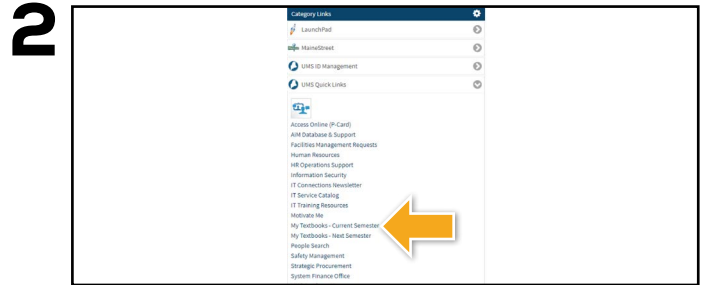 2
Category Links
LaunchPad
MaineStreet
UMS ID Management
UMS Quick Links
Access Online (P-Card)
AIM Database & Support
Facilities Management Requests
Human Resources
HR Operations Support
Information Security
IT Connections Newsletter
IT Service Catalog
IT Training Resources
Motivate Me
My Textbooks - Current Semester
My Textbooks - Next Semester
People Search
Safety Management
Strategic Procurement
System Finance Office